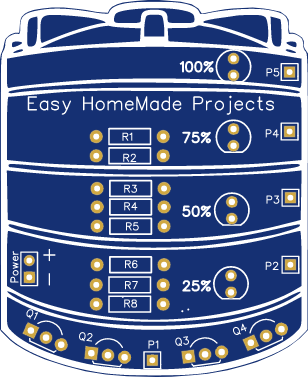 100% P5
Easy HomeMade Projects
R1 75% P4
R2
R3
R4 50% P3
R5
Power + -
R6 P2
R7 25%
R8
Q1 Q2 P1 Q3 Q4